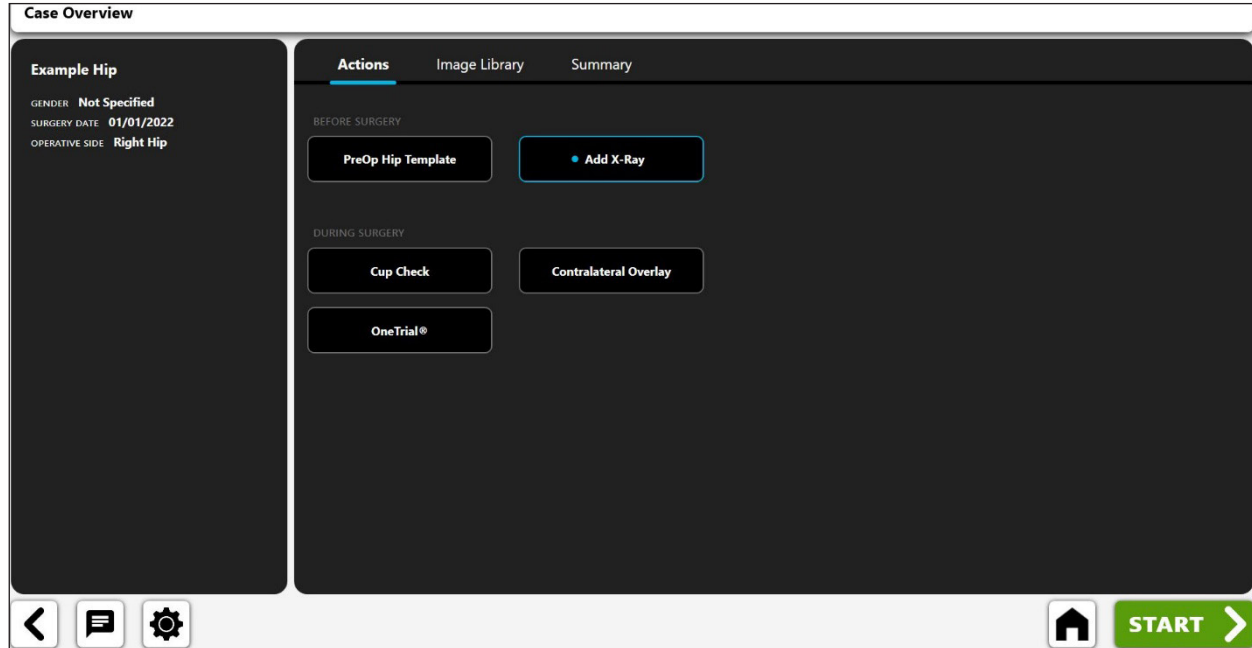 Case Overview
Example Hip
GENDER Not Specified
SURGERY DATE 01/01/2022
OPERATIVE SIDE Right Hip
Actions Image Library Summary
BEFORE SURGERY
PreOp Hip Template Add X-Ray
DURING SURGERY
Cup Check Contralateral Overlay
OneTrial®
START